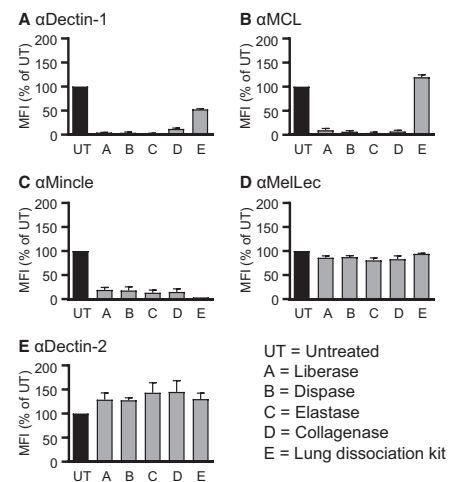 A αDectin-1
MFI (% of UT)
200
150
100
50
0
UT A B C D E
B αMCL
MFI (% of UT)
200
150
100
50
0
UT A B C D E
C αMincle
MFI (% of UT)
200
150
100
50
0
UT A B C D E
D αMelLec
MFI (% of UT)
200
150
100
50
0
UT A B C D E
E αDectin-2
MFI (% of UT)
200
150
100
50
0
UT A B C D E
UT = Untreated
A = Liberase
B = Dispase
C = Elastase
D = Collagenase
E = Lung dissociation kit